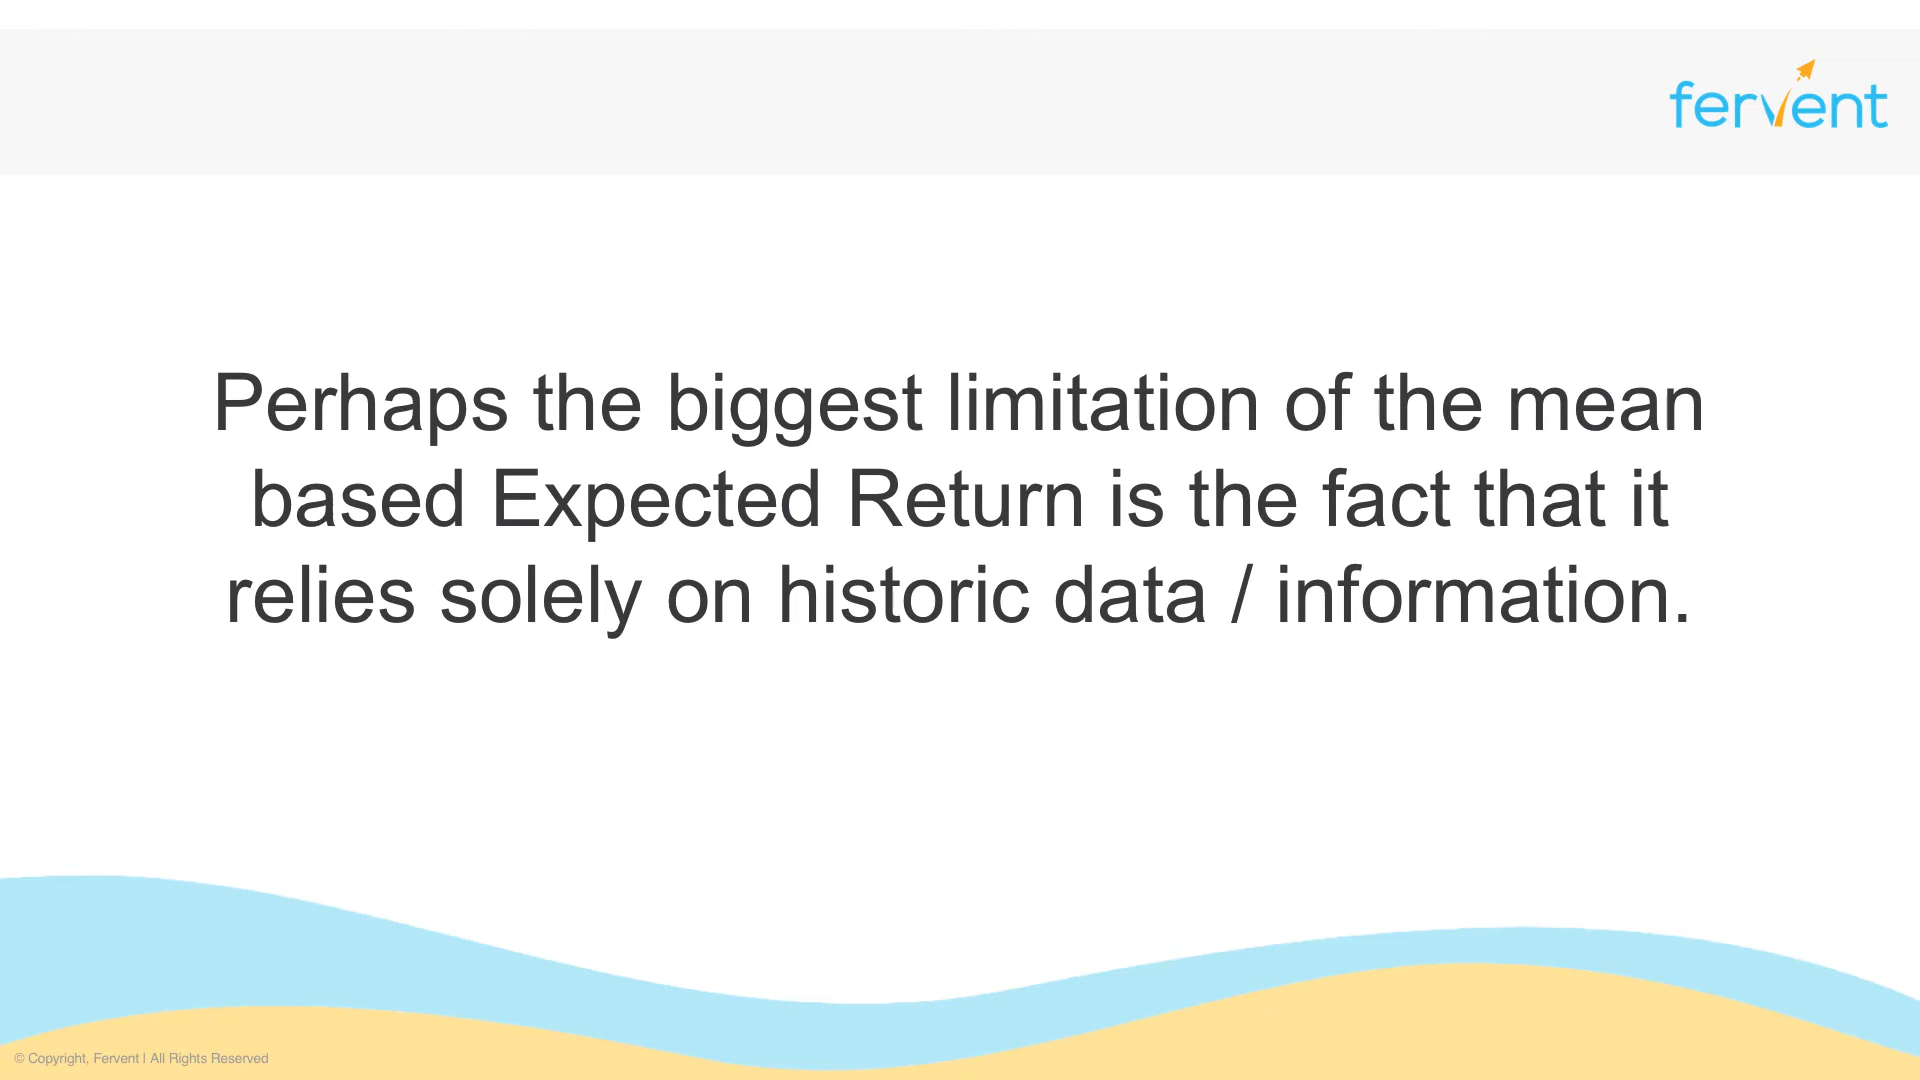 fervent
Perhaps the biggest limitation of the mean
based Expected Return is the fact that it
relies solely on historic data / information.
© Copyright, Fervent | All Rights Reserved